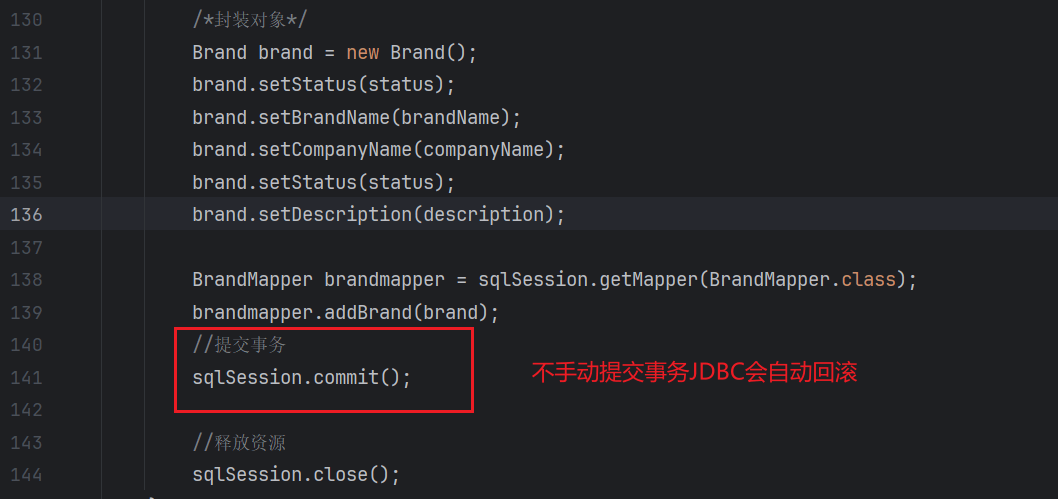 130 /*封装对象*/
131 Brand brand = new Brand();
132 brand.setStatus(status);
133 brand.setBrandName(brandName);
134 brand.setCompanyName(companyName);
135 brand.setStatus(status);
136 brand.setDescription(description);
137
138 BrandMapper brandmapper = sqlSession.getMapper(BrandMapper.class);
139 brandmapper.addBrand(brand);
140 //提交事务
141 sqlSession.commit();
不手动提交事务JDBC会自动回滚
142
143 //释放资源
144 sqlSession.close();